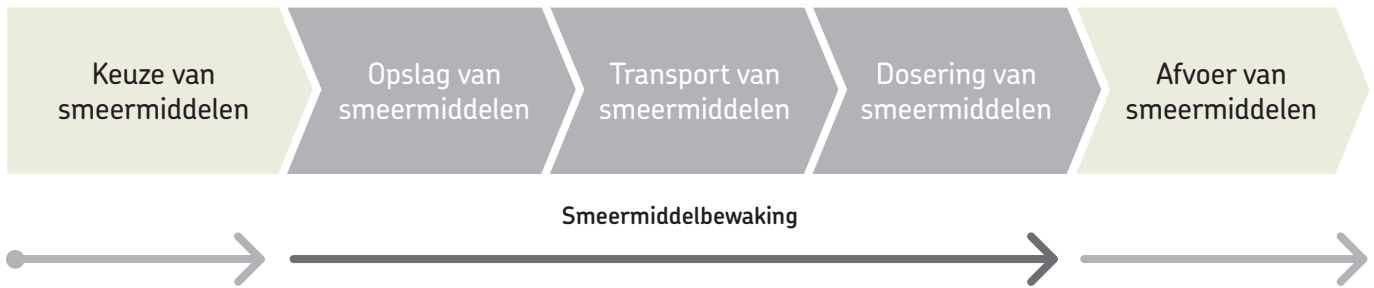 Keuze van
smeermiddelen
Opslag van
smeermiddelen
Transport van
smeermiddelen
Dosering van
smeermiddelen
Afvoer van
smeermiddelen
Smeermiddelbewaking